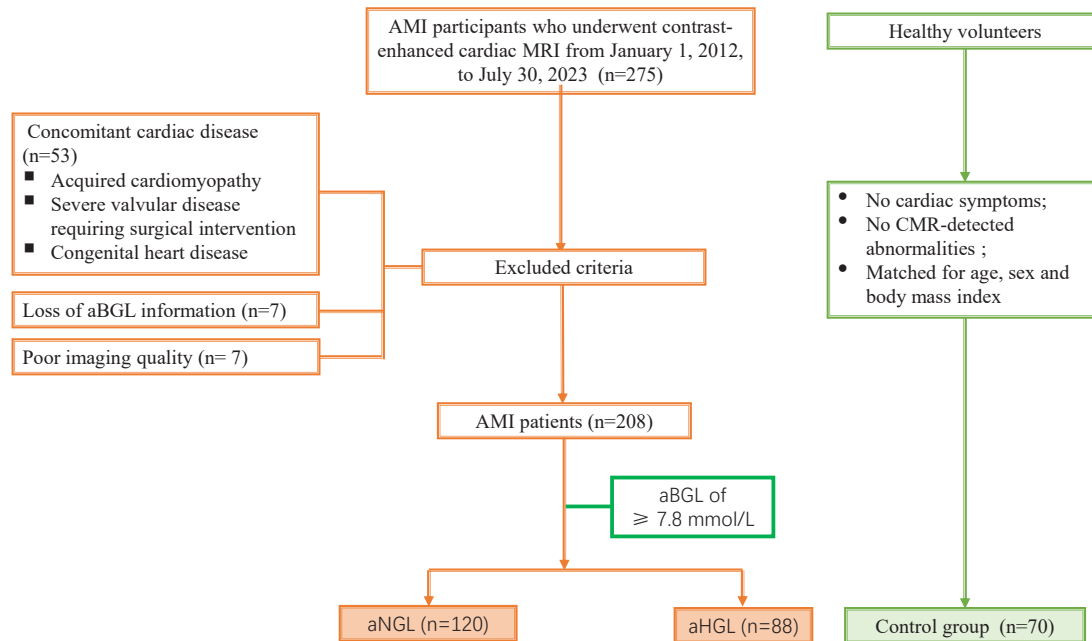 AMI participants who underwent contrast-
enhanced cardiac MRI from January 1, 2012,
to July 30, 2023 (n=275)
Healthy volunteers
Concomitant cardiac disease
(n=53)
■ Acquired cardiomyopathy
■ Severe valvular disease
requiring surgical intervention
■ Congenital heart disease
• No cardiac symptoms;
• No CMR-detected
abnormalities ;
• Matched for age, sex and
body mass index
Excluded criteria
Loss of aBGL information (n=7)
Poor imaging quality (n= 7)
AMI patients (n=208)
aBGL of
≥ 7.8 mmol/L
aNGL (n=120)
aHGL (n=88)
Control group (n=70)